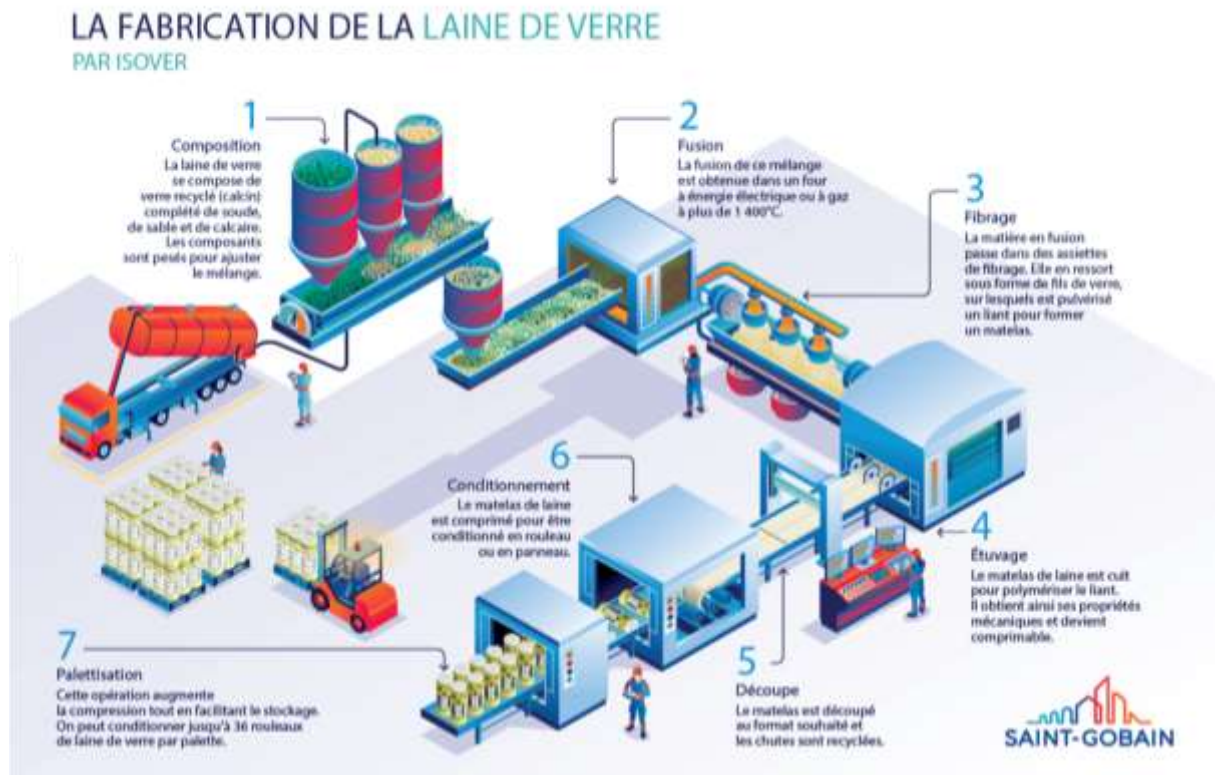 LA FABRICATION DE LA LAINE DE VERRE
PAR ISOVER
1
Composition
La laine de verre
se compose de
verre recyclé (calcin)
complété de soude,
de sable et de calcaire.
Les composants
sont pesés pour ajuster
le mélange.
2
Fusion
La fusion de ce mélange
est obtenue dans un four
à énergie électrique ou à gaz
à plus de 1 400°C.
3
Fibrage
La matière en fusion
passe dans des assiettes
de fibrage. Elle en ressort
sous forme de fils de verre,
sur lesquels est pulvérisé
un liant pour former
un matelas.
4
Étuvage
Le matelas de laine est cuit
pour polymériser le liant.
Il obtient ainsi ses propriétés
mécaniques et devient
comprimable.
5
Découpe
Le matelas est découpé
au format souhaité et
les chutes sont recyclées.
6
Conditionnement
Le matelas de laine
est comprimé pour être
conditionné en rouleau
ou en panneau.
7
Palettisation
Cette opération augmente
la compression tout en facilitant le stockage.
On peut conditionner jusqu'à 36 rouleaux
de laine de verre par palette.
SAINT-GOBAIN